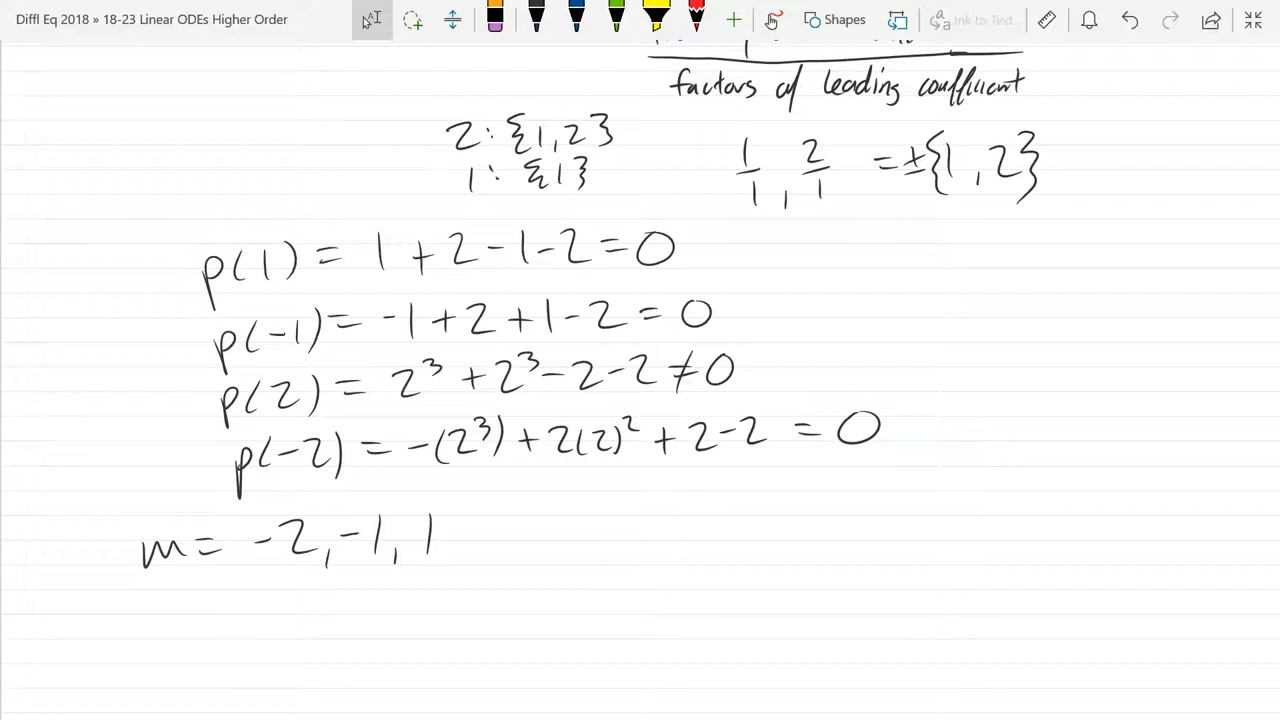 Diffl Eq 2018 » 18-23 Linear ODEs Higher Order
Shapes
Ink to Text
factors of leading coefficient
2: {1,2}
1: {1}
1/1, 2/1 = ±{1, 2}
p(1) = 1 + 2 - 1 - 2 = 0
p(-1) = -1 + 2 + 1 - 2 = 0
p(2) = 2³ + 2³ - 2 - 2 ≠ 0
p(-2) = -(2³) + 2(2)² + 2 - 2 = 0
m = -2, -1, 1